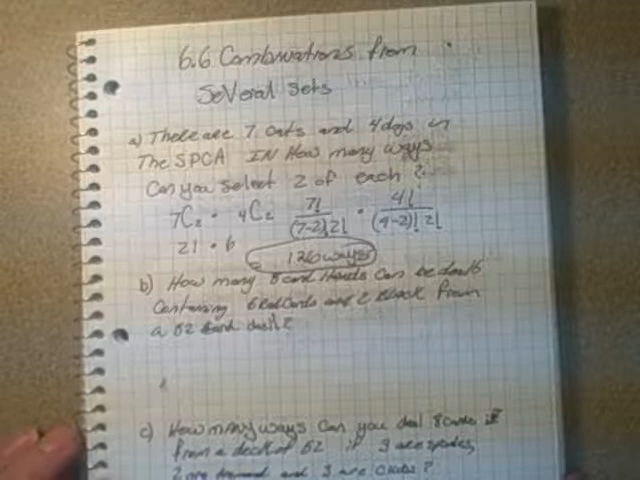 6.6 Combinations from
Several Sets
a) There are 7 Cats and 4 dogs in
The SPCA IN How many ways
Can you Select 2 of each?
7C2 · 4C2 7!/(7-2)!2! · 4!/(4-2)!2!
21 · 6 = 126 ways
b) How many 8 card Hands Can be dealt
Containing 6 Red Cards and 2 Black from
a 52 Card deck?
c) How many ways Can you deal 8 cards
from a deck of 52 if 3 are spades,
2 are diamond and 3 are Clubs?